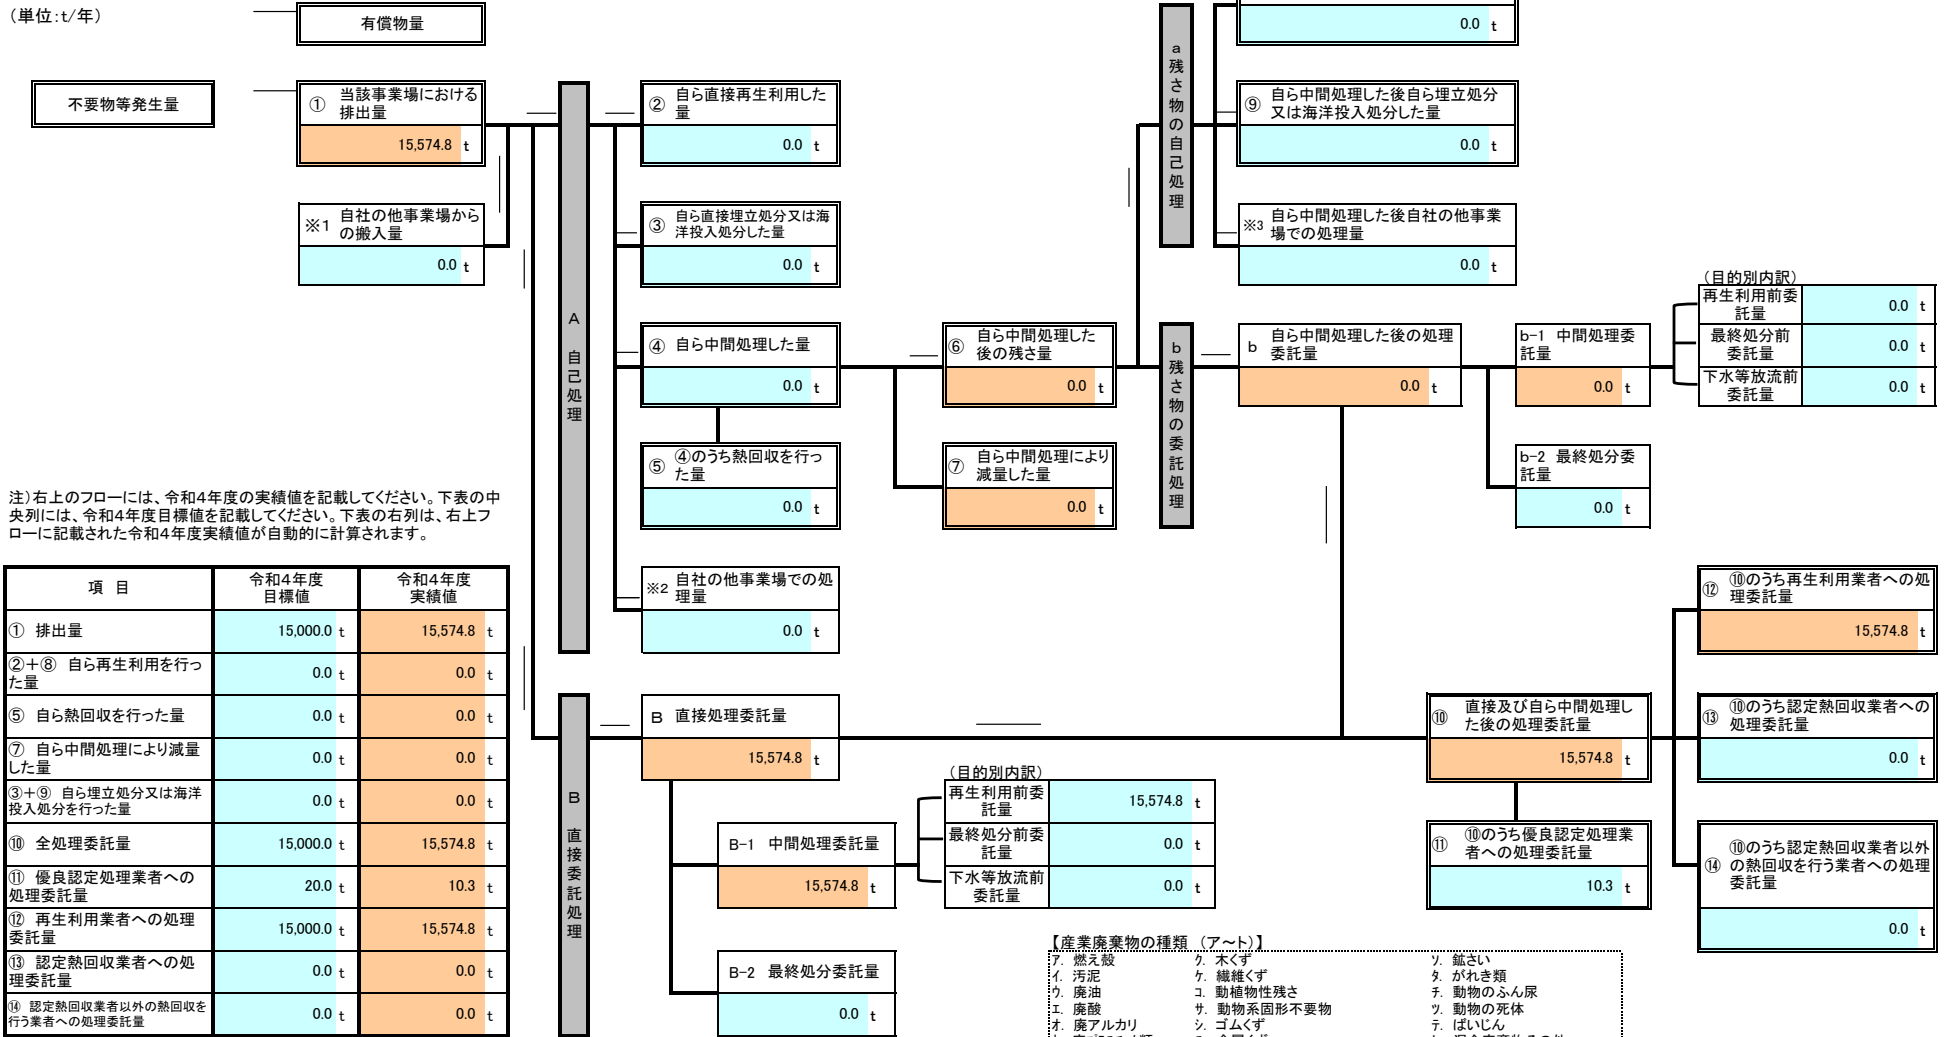 （単位:ｔ/年）
有償物量
0.0 ｔ
不要物等発生量
① 当該事業場における
排出量
15,574.8 ｔ
※1 自社の他事業場から
の搬入量
0.0 ｔ
A 自己処理
② 自ら直接再生利用した
量
0.0 ｔ
③ 自ら直接埋立処分又は海
洋投入処分した量
0.0 ｔ
④ 自ら中間処理した量
0.0 ｔ
⑤ ④のうち熱回収を行っ
た量
0.0 ｔ
※2 自社の他事業場での処
理量
0.0 ｔ
⑥ 自ら中間処理した
後の残さ量
0.0 ｔ
⑦ 自ら中間処理により
減量した量
0.0 ｔ
a 残さ物の自己処理
⑨ 自ら中間処理した後自ら埋立処分
又は海洋投入処分した量
0.0 ｔ
※3 自ら中間処理した後自社の他事業
場での処理量
0.0 ｔ
b 残さ物の委託処理
b 自ら中間処理した後の処理
委託量
0.0 ｔ
b-1 中間処理委
託量
0.0 ｔ
b-2 最終処分委
託量
0.0 ｔ
（目的別内訳）
再生利用前委
託量
0.0 ｔ
最終処分前
委託量
0.0 ｔ
下水等放流前
委託量
0.0 ｔ
注）右上のフローには、令和４年度の実績値を記載してください。下表の中
央列には、令和４年度目標値を記載してください。下表の右列は、右上フ
ローに記載された令和４年度実績値が自動的に計算されます。
項 目 令和４年度
目標値 令和４年度
実績値
① 排出量 15,000.0 ｔ 15,574.8 ｔ
②＋⑧ 自ら再生利用を行っ
た量 0.0 ｔ 0.0 ｔ
⑤ 自ら熱回収を行った量 0.0 ｔ 0.0 ｔ
⑦ 自ら中間処理により減量
した量 0.0 ｔ 0.0 ｔ
③＋⑨ 自ら埋立処分又は海洋
投入処分を行った量 0.0 ｔ 0.0 ｔ
⑩ 全処理委託量 15,000.0 ｔ 15,574.8 ｔ
⑪ 優良認定処理業者への
処理委託量 20.0 ｔ 10.3 ｔ
⑫ 再生利用業者への処理
委託量 15,000.0 ｔ 15,574.8 ｔ
⑬ 認定熱回収業者への処
理委託量 0.0 ｔ 0.0 ｔ
⑭ 認定熱回収業者以外の熱回収を
行う業者への処理委託量 0.0 ｔ 0.0 ｔ
B 直接委託処理
B 直接処理委託量
15,574.8 ｔ
B-1 中間処理委託量
15,574.8 ｔ
B-2 最終処分委託量
0.0 ｔ
（目的別内訳）
再生利用前委
託量
15,574.8 ｔ
最終処分前委
託量
0.0 ｔ
下水等放流前
委託量
0.0 ｔ
⑩ 直接及び自ら中間処理し
た後の処理委託量
15,574.8 ｔ
⑪ ⑩のうち優良認定処理業
者への処理委託量
10.3 ｔ
⑫ ⑩のうち再生利用業者への処
理委託量
15,574.8 ｔ
⑬ ⑩のうち認定熱回収業者への
処理委託量
0.0 ｔ
⑭ ⑩のうち認定熱回収業者以外
の熱回収を行う業者への処理
委託量
0.0 ｔ
【産業廃棄物の種類 （ア～ト）】
ア. 燃え殻 ク. 木くず ソ. 鉱さい
イ. 汚泥 ケ. 繊維くず タ. がれき類
ウ. 廃油 コ. 動植物性残さ チ. 動物のふん尿
エ. 廃酸 サ. 動物系固形不要物 ツ. 動物の死体
オ. 廃アルカリ シ. ゴムくず テ. ばいじん